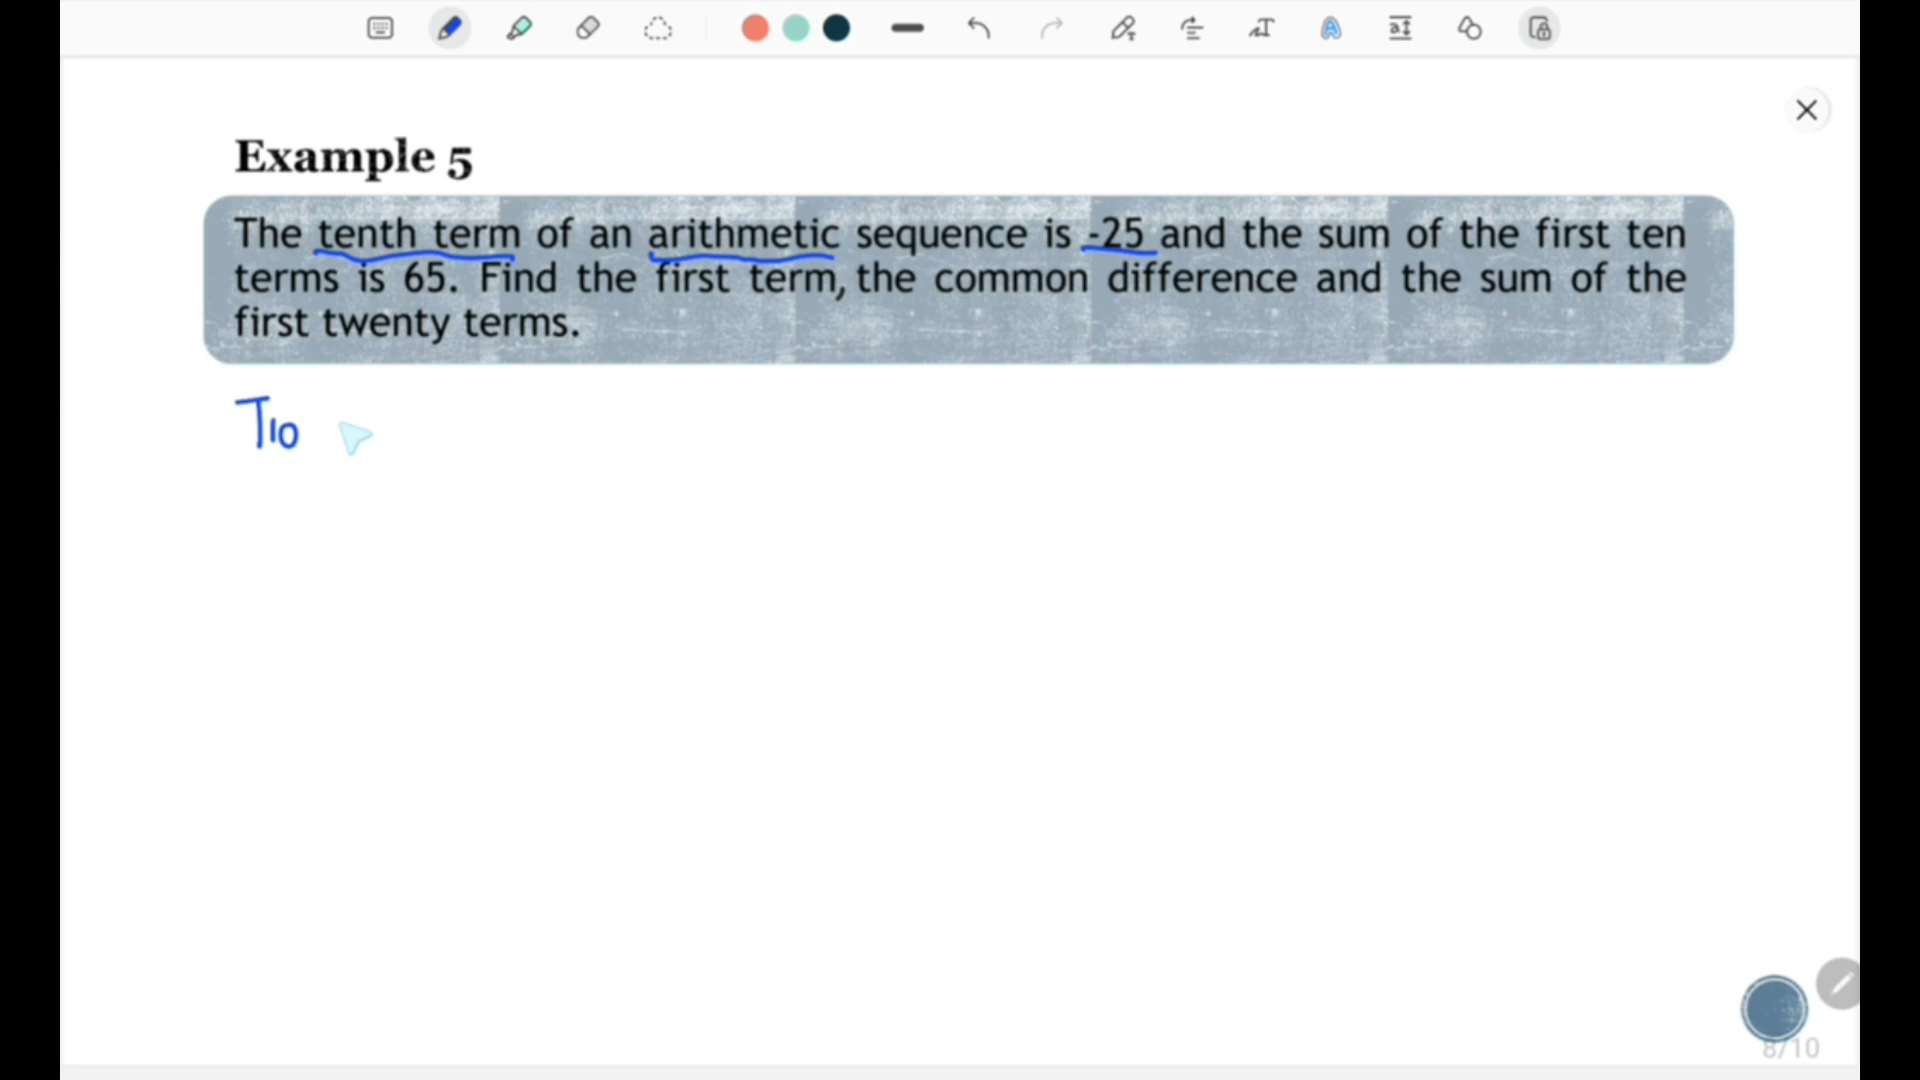 Example 5
The tenth term of an arithmetic sequence is -25 and the sum of the first ten
terms is 65. Find the first term, the common difference and the sum of the
first twenty terms.
T10
8/10